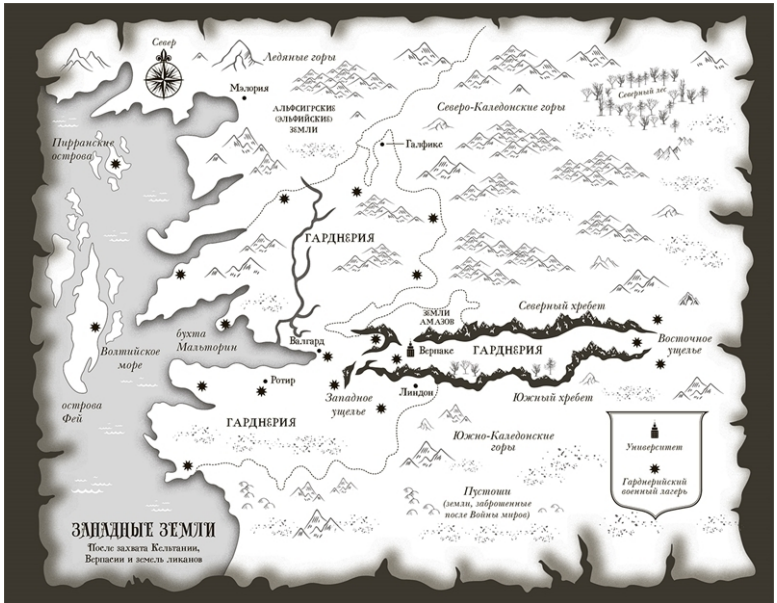 Север
Ледяные горы
Мэлория
АЛЬФСИГРСКИЕ
(ЭЛЬФИЙСКИЕ)
ЗЕМЛИ
Северо-Каледонские горы
Северный лес
Пирранские
острова
Галфикс
ГАРДНЕРИЯ
ЗЕМЛИ
АМАЗОВ
Северный хребет
бухта
Мальторин
Валгард
Верпакс
ГАРДНЕРИЯ
Восточное
ущелье
Волтийское
море
Ротир
Западное
ущелье
Линдон
Южный хребет
острова
Фей
ГАРДНЕРИЯ
Южно-Каледонские
горы
Университет
Гарднерийский
военный лагерь
Пустоши
(земли, заброшенные
после Войны миров)
ЗАПАДНЫЕ ЗЕМЛИ
После захвата Кельтании,
Верпасии и земель ликанов